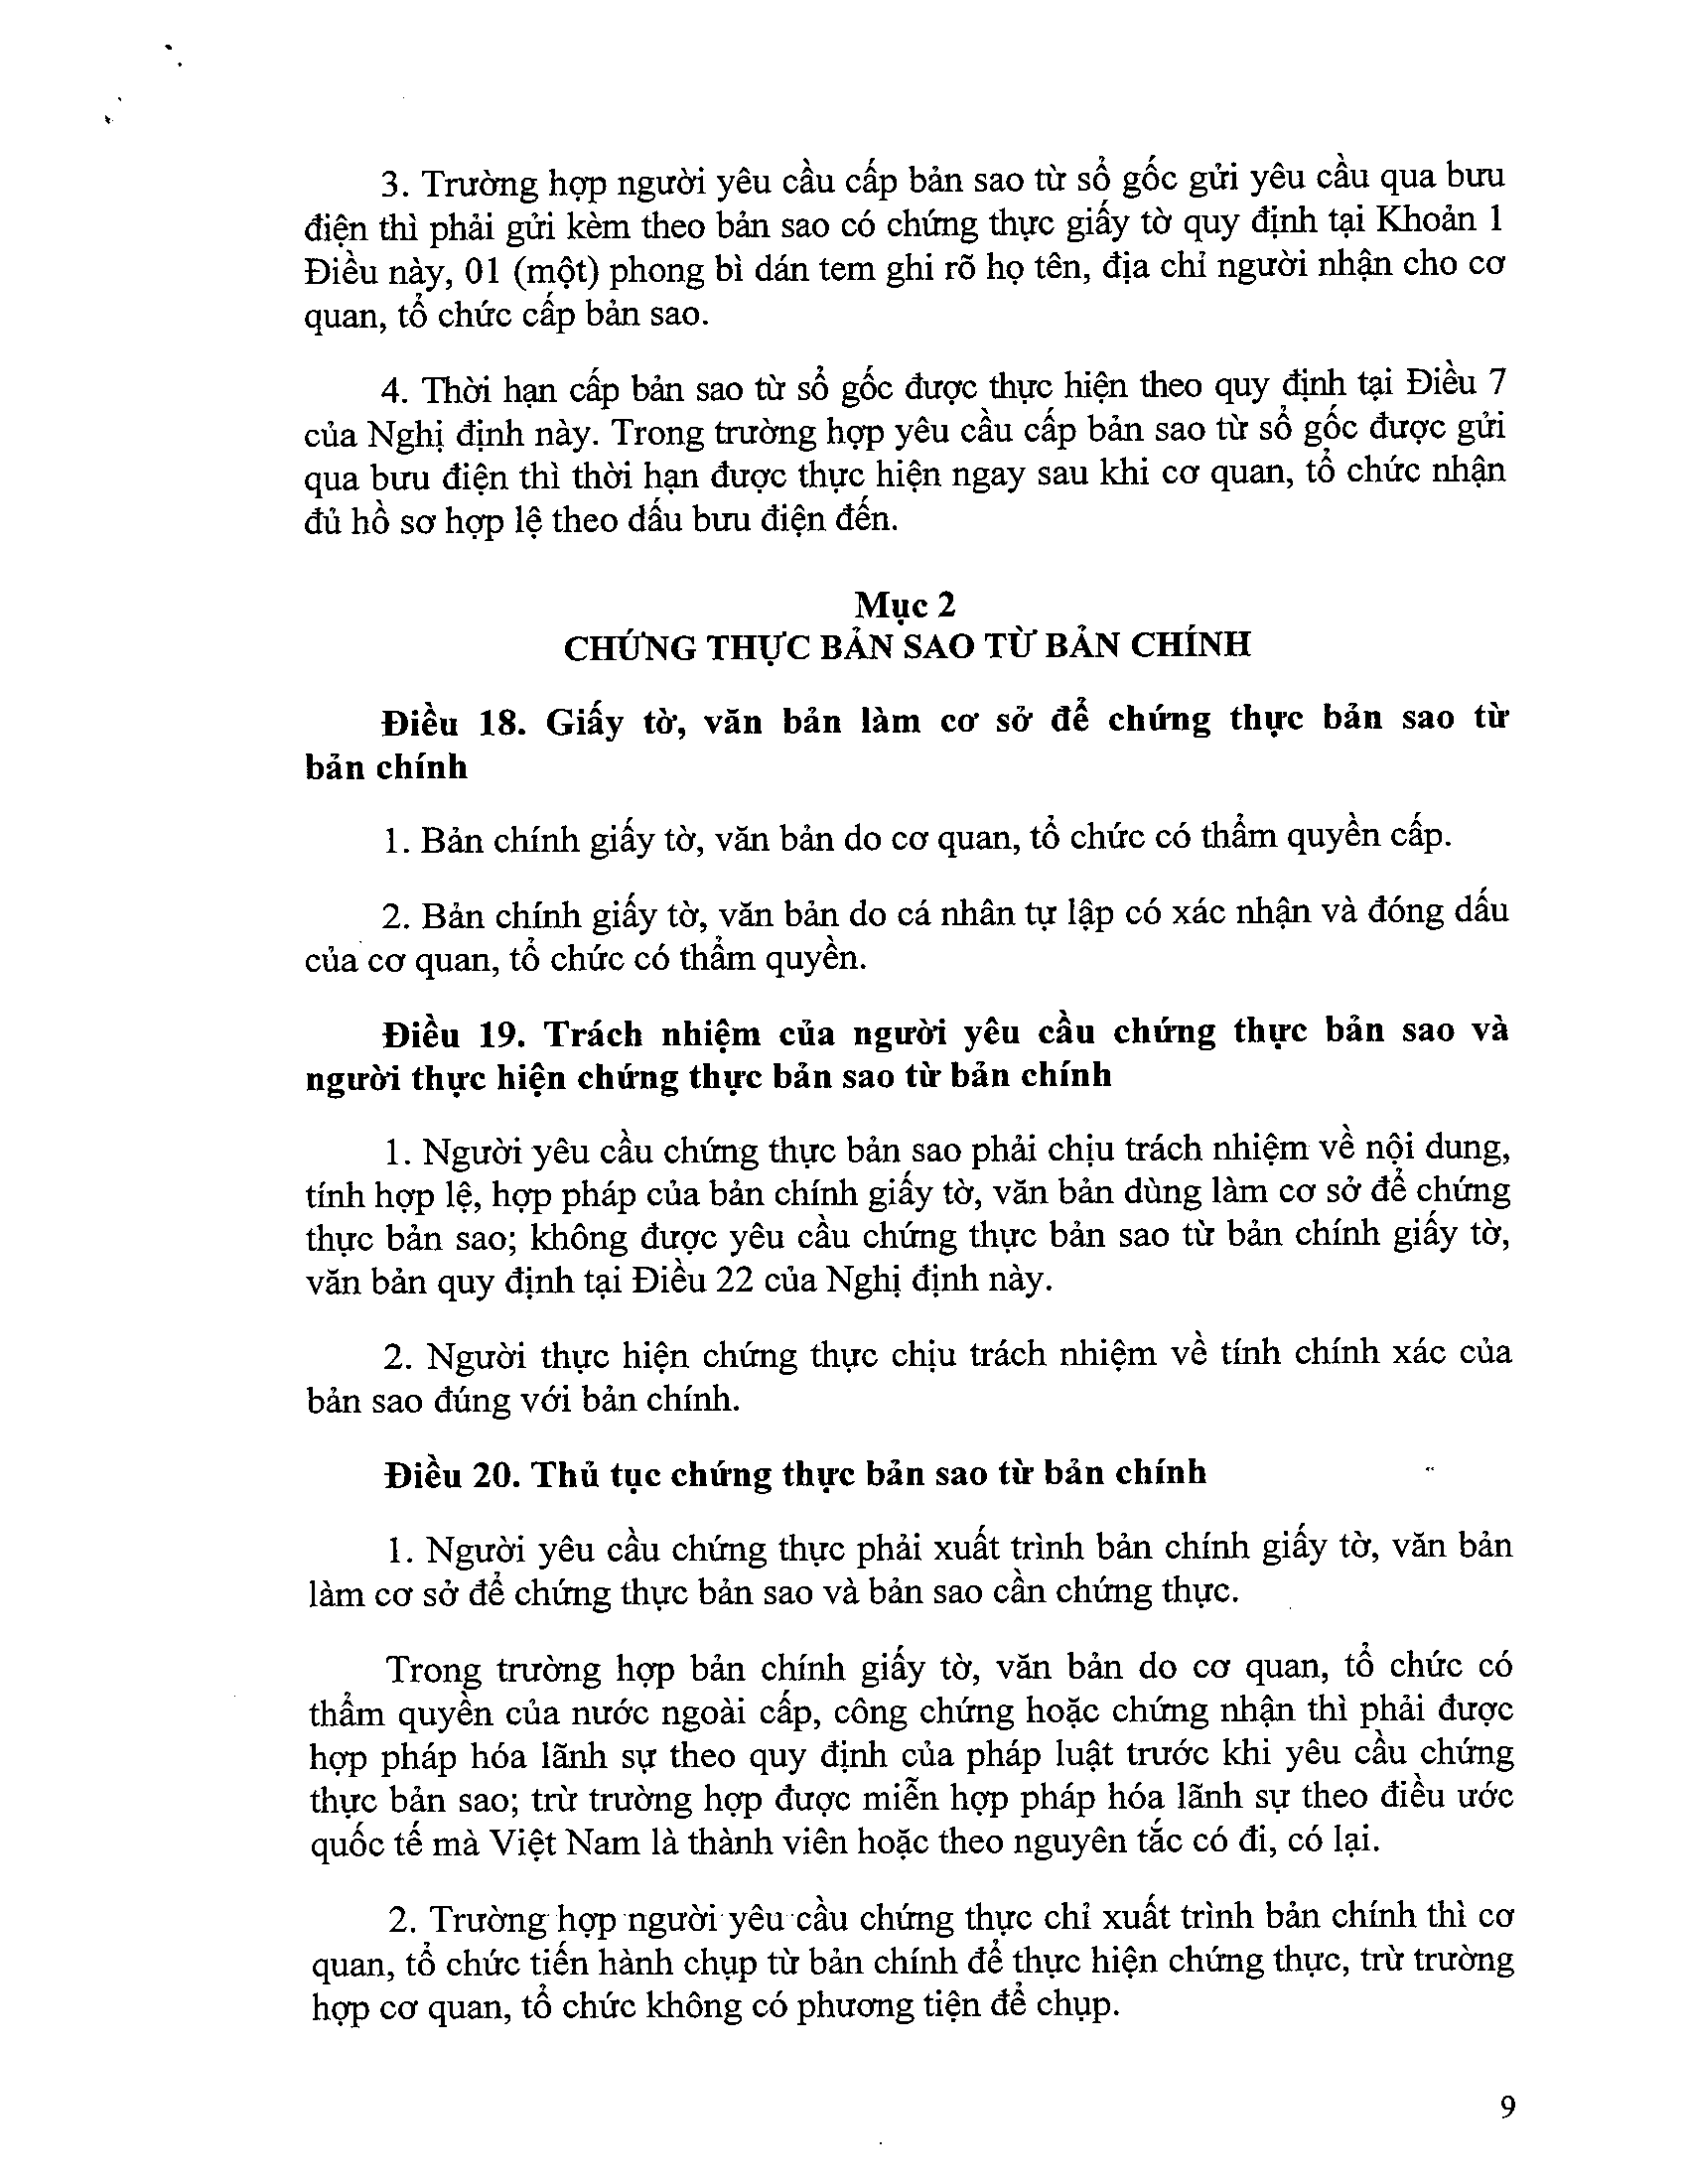 3. Trường hợp người yêu cầu cấp bản sao từ sổ gốc gửi yêu cầu qua bưu
điện thì phải gửi kèm theo bản sao có chứng thực giấy tờ quy định tại Khoản 1
Điều này, 01 (một) phong bì dán tem ghi rõ họ tên, địa chỉ người nhận cho cơ
quan, tổ chức cấp bản sao.
4. Thời hạn cấp bản sao từ sổ gốc được thực hiện theo quy định tại Điều 7
của Nghị định này. Trong trường hợp yêu cầu cấp bản sao từ sổ gốc được gửi
qua bưu điện thì thời hạn được thực hiện ngay sau khi cơ quan, tổ chức nhận
đủ hồ sơ hợp lệ theo dấu bưu điện đến.
Mục 2
CHỨNG THỰC BẢN SAO TỪ BẢN CHÍNH
Điều 18. Giấy tờ, văn bản làm cơ sở để chứng thực bản sao từ
bản chính
1. Bản chính giấy tờ, văn bản do cơ quan, tổ chức có thẩm quyền cấp.
2. Bản chính giấy tờ, văn bản do cá nhân tự lập có xác nhận và đóng dấu
của cơ quan, tổ chức có thẩm quyền.
Điều 19. Trách nhiệm của người yêu cầu chứng thực bản sao và
người thực hiện chứng thực bản sao từ bản chính
1. Người yêu cầu chứng thực bản sao phải chịu trách nhiệm về nội dung,
tính hợp lệ, hợp pháp của bản chính giấy tờ, văn bản dùng làm cơ sở để chứng
thực bản sao; không được yêu cầu chứng thực bản sao từ bản chính giấy tờ,
văn bản quy định tại Điều 22 của Nghị định này.
2. Người thực hiện chứng thực chịu trách nhiệm về tính chính xác của
bản sao đúng với bản chính.
Điều 20. Thủ tục chứng thực bản sao từ bản chính
1. Người yêu cầu chứng thực phải xuất trình bản chính giấy tờ, văn bản
làm cơ sở để chứng thực bản sao và bản sao cần chứng thực.
Trong trường hợp bản chính giấy tờ, văn bản do cơ quan, tổ chức có
thẩm quyền của nước ngoài cấp, công chứng hoặc chứng nhận thì phải được
hợp pháp hóa lãnh sự theo quy định của pháp luật trước khi yêu cầu chứng
thực bản sao; trừ trường hợp được miễn hợp pháp hóa lãnh sự theo điều ước
quốc tế mà Việt Nam là thành viên hoặc theo nguyên tắc có đi, có lại.
2. Trường hợp người yêu cầu chứng thực chỉ xuất trình bản chính thì cơ
quan, tổ chức tiến hành chụp từ bản chính để thực hiện chứng thực, trừ trường
hợp cơ quan, tổ chức không có phương tiện để chụp.
9